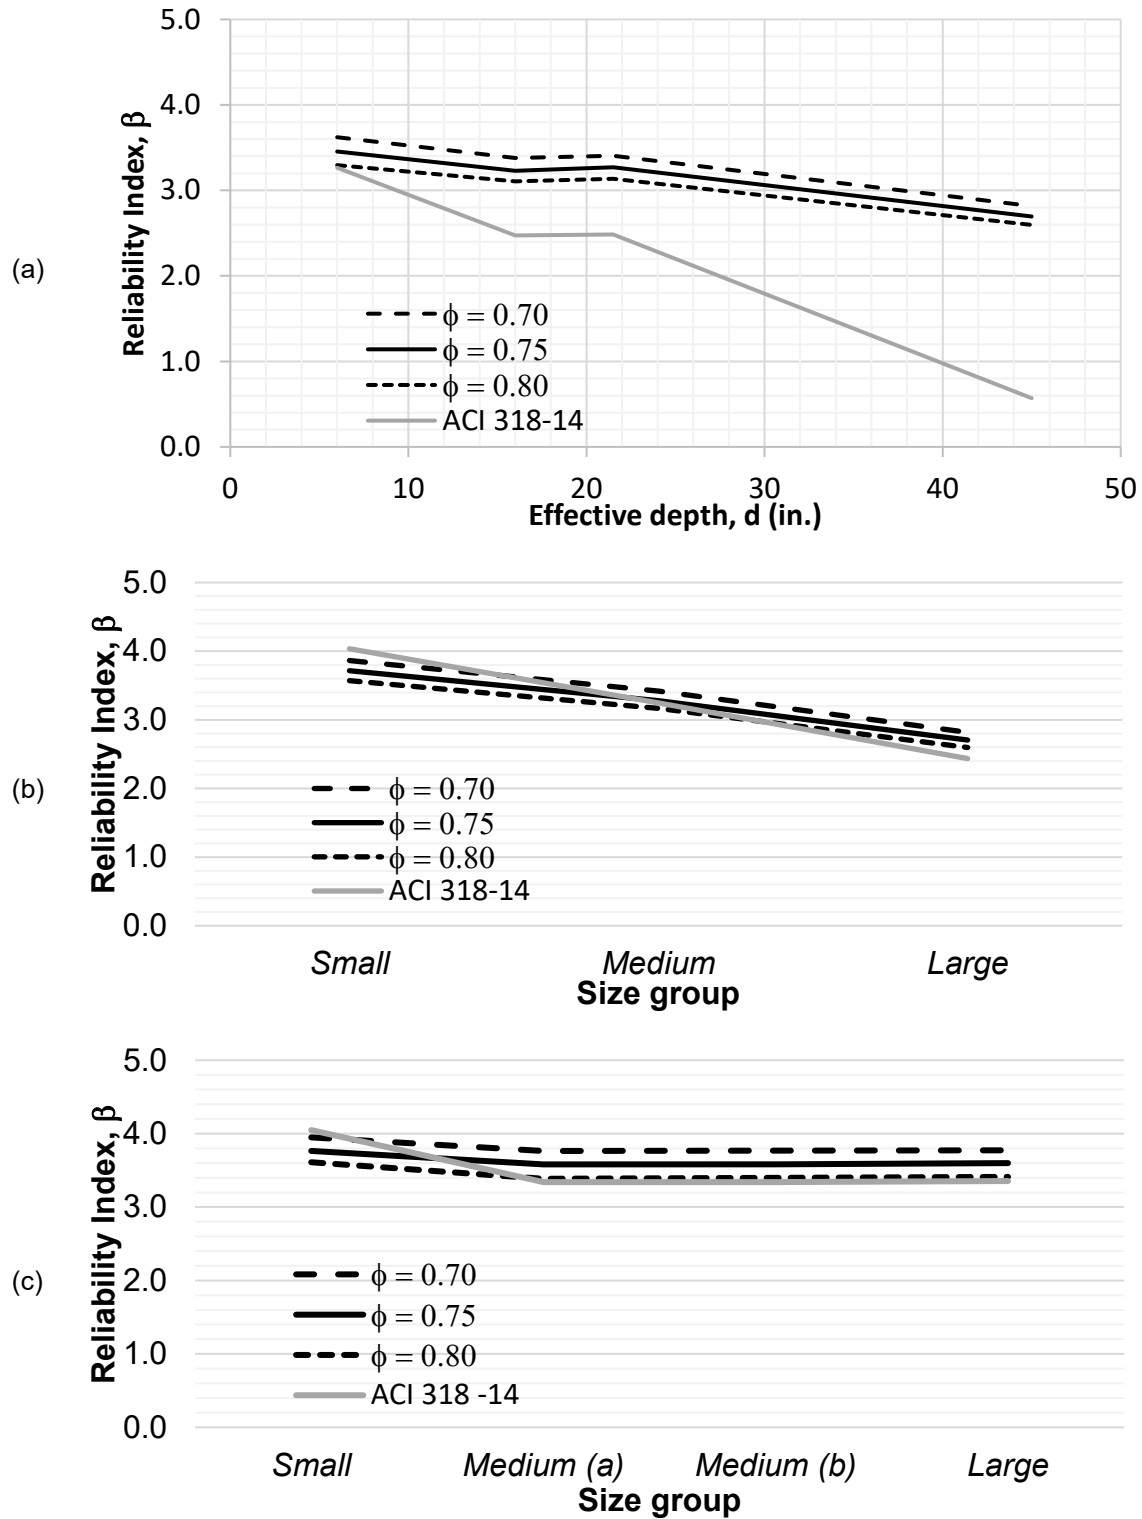 (a)
Reliability Index, β
5.0
4.0
3.0
2.0
1.0
0.0
ϕ = 0.70
ϕ = 0.75
ϕ = 0.80
ACI 318-14
0 10 20 30 40 50
Effective depth, d (in.)
(b)
Reliability Index, β
5.0
4.0
3.0
2.0
1.0
0.0
ϕ = 0.70
ϕ = 0.75
ϕ = 0.80
ACI 318-14
Small Medium Large
Size group
(c)
Reliability Index, β
5.0
4.0
3.0
2.0
1.0
0.0
ϕ = 0.70
ϕ = 0.75
ϕ = 0.80
ACI 318 -14
Small Medium (a) Medium (b) Large
Size group